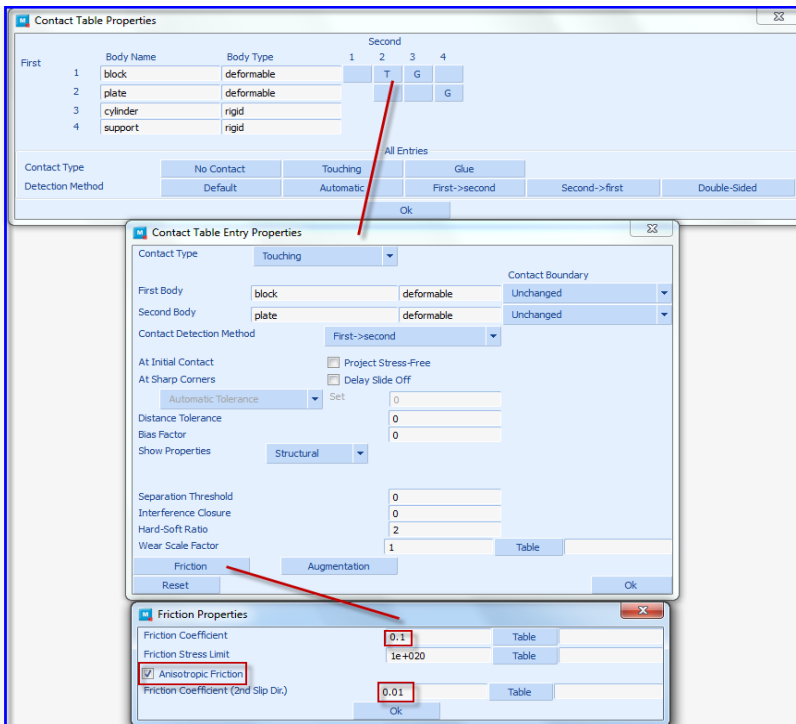 Contact Table Properties
Second
First Body Name Body Type 1 2 3 4
1 block deformable T G
2 plate deformable G
3 cylinder rigid
4 support rigid
All Entries
Contact Type No Contact Touching Glue
Detection Method Default Automatic First->second Second->first Double-Sided
Ok
Contact Table Entry Properties
Contact Type Touching
Contact Boundary
First Body block deformable Unchanged
Second Body plate deformable Unchanged
Contact Detection Method First->second
At Initial Contact Project Stress-Free
At Sharp Corners Delay Slide Off
Automatic Tolerance Set 0
Distance Tolerance 0
Bias Factor 0
Show Properties Structural
Separation Threshold 0
Interference Closure 0
Hard-Soft Ratio 2
Wear Scale Factor 1 Table
Friction Augmentation
Reset Ok
Friction Properties
Friction Coefficient 0.1 Table
Friction Stress Limit 1e+020 Table
Anisotropic Friction
Friction Coefficient (2nd Slip Dir.) 0.01 Table
Ok